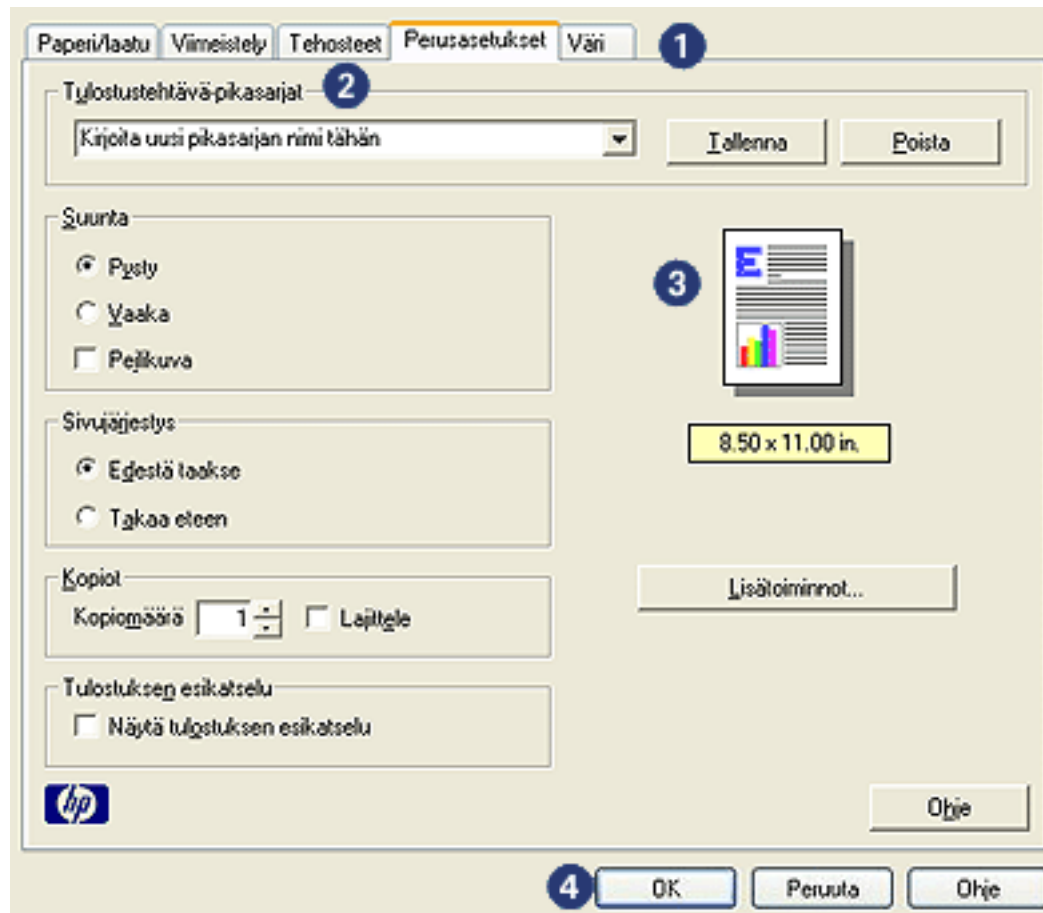 Paperi/laatu Viimeistely Tehosteet Perusasetukset Väri 1
Tulostustehtävä-pikasarjat 2
Kirjoita uusi pikasarjan nimi tähän Tallenna Poista
Suunta
Pysty
Vaaka
Peilikuva
3
E
8.50 x 11.00 in.
Sivujärjestys
Edestä taakse
Takaa eteen
Kopiot
Kopiomäärä 1 Lajittele
Lisätoiminnot...
Tulostuksen esikatselu
Näytä tulostuksen esikatselu
hp
Ohje
4 OK Peruuta Ohje